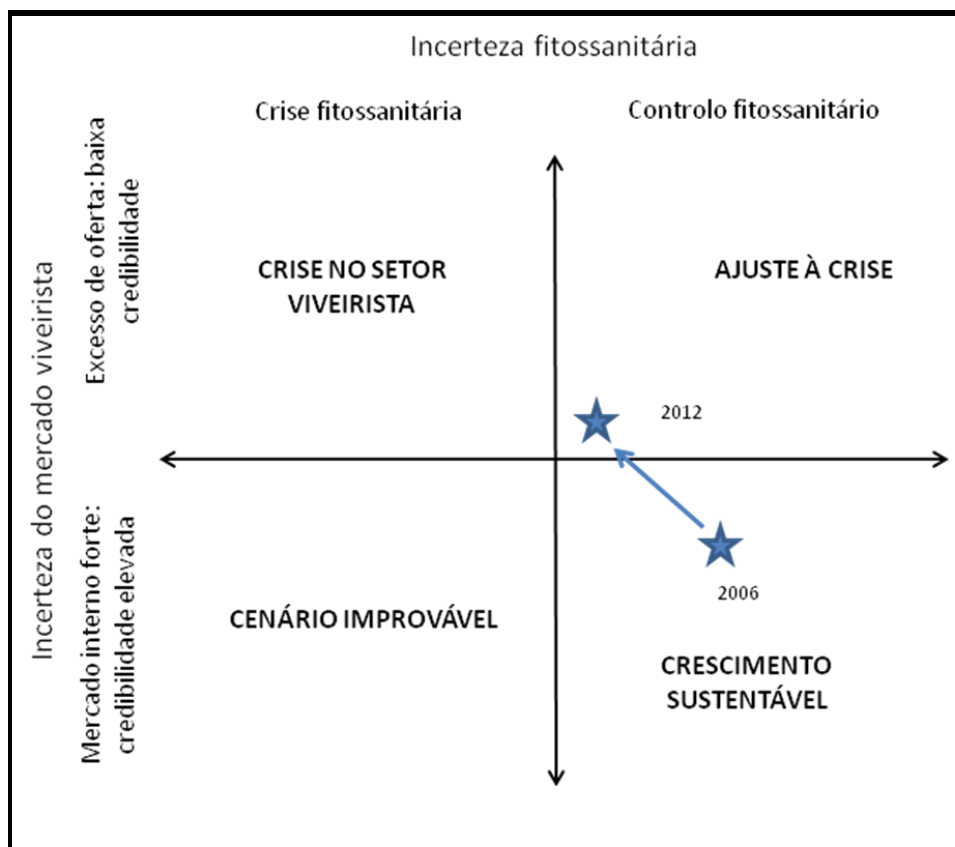 Incerteza fitossanitária
Crise fitossanitária
Controlo fitossanitário
Incerteza do mercado viveirista
Excesso de oferta: baixa
credibilidade
CRISE NO SETOR
VIVEIRISTA
AJUSTE À CRISE
2012
Mercado interno forte:
credibilidade elevada
2006
CENÁRIO IMPROVÁVEL
CRESCIMENTO
SUSTENTÁVEL